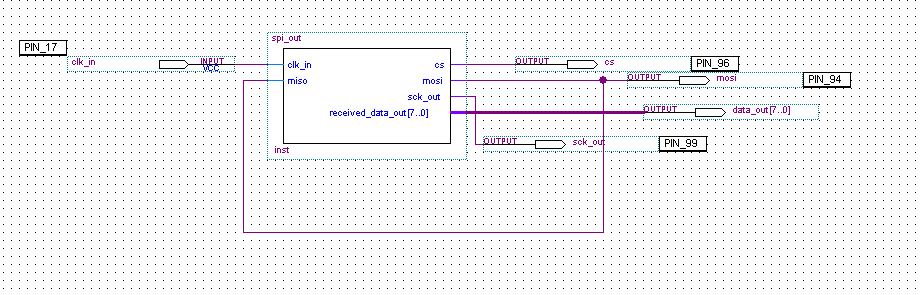 spi_out
PIN_17
clk_in
INPUT
VCC
clk_in
cs
OUTPUT
cs
PIN_96
miso
mosi
OUTPUT
mosi
PIN_94
sck_out
received_data_out[7..0]
OUTPUT
data_out[7..0]
OUTPUT
sck_out
PIN_99
inst